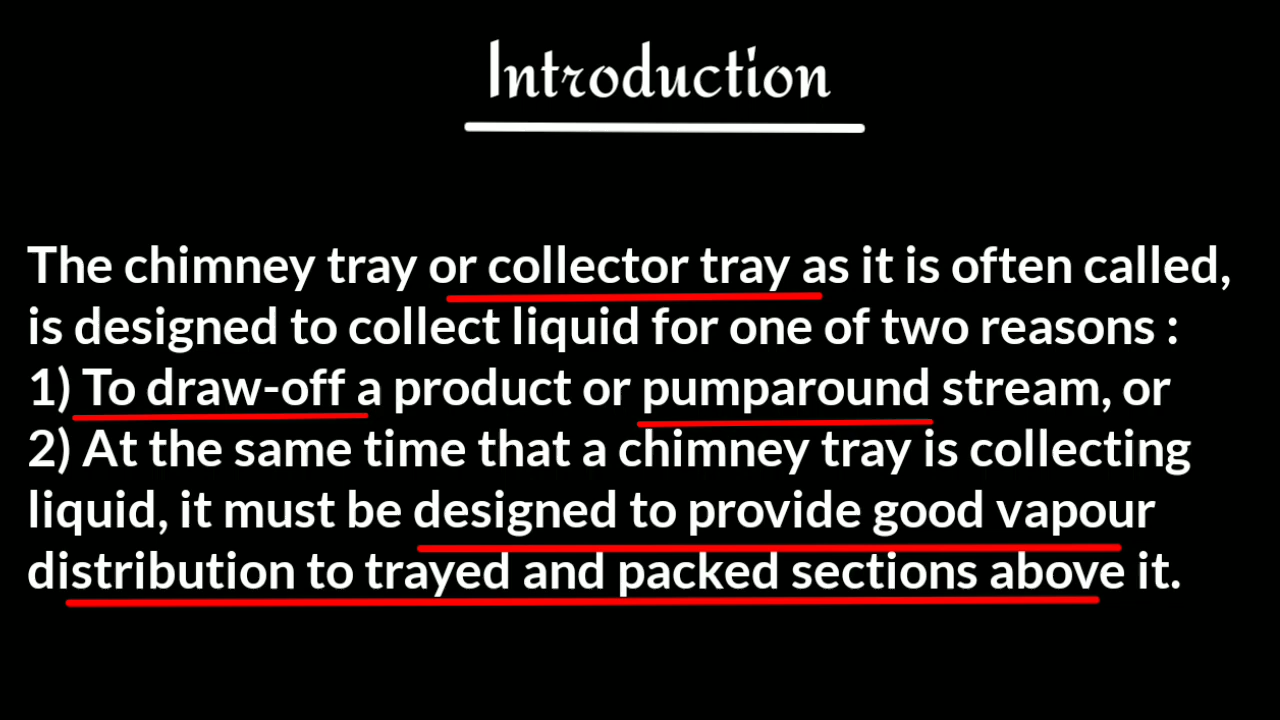 Introduction
The chimney tray or collector tray as it is often called,
is designed to collect liquid for one of two reasons :
1) To draw-off a product or pumparound stream, or
2) At the same time that a chimney tray is collecting
liquid, it must be designed to provide good vapour
distribution to trayed and packed sections above it.